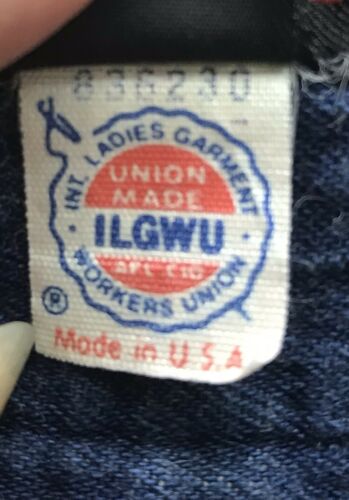 836230
INT. LADIES GARMENT
UNION
MADE
ILGWU
AFL CIO
WORKERS UNION
®
Made in U.S.A